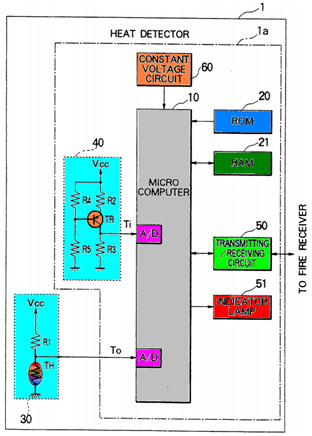 1
HEAT DETECTOR
1a
CONSTANT
VOLTAGE
CIRCUIT
60
10
20
ROM
40
21
RAM
Vcc
MICRO
COMPUTER
R4
R2
TR
Ti
A/D
50
TRANSMITTING
/RECEIVING
CIRCUIT
R5
R3
TO FIRE RECEIVER
51
INDICATOR
LAMP
Vcc
R1
To
A/D
TH
30